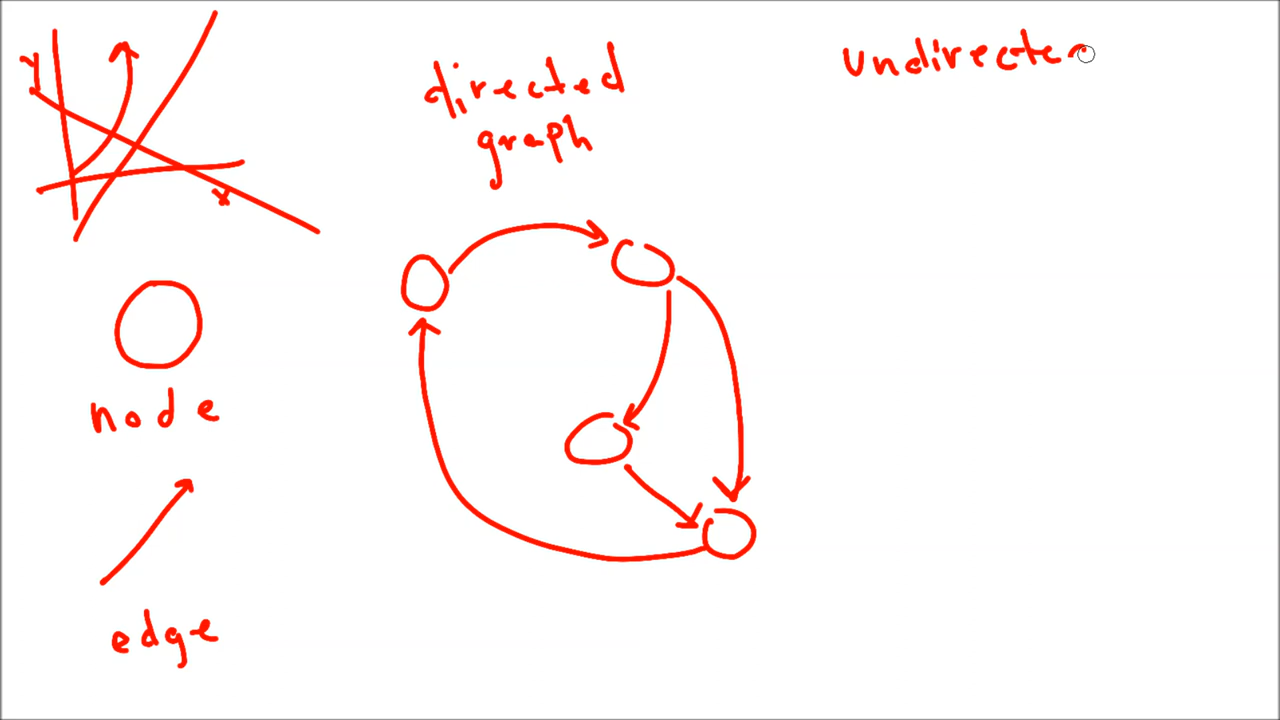 y
x
node
edge
directed
graph
undirecte